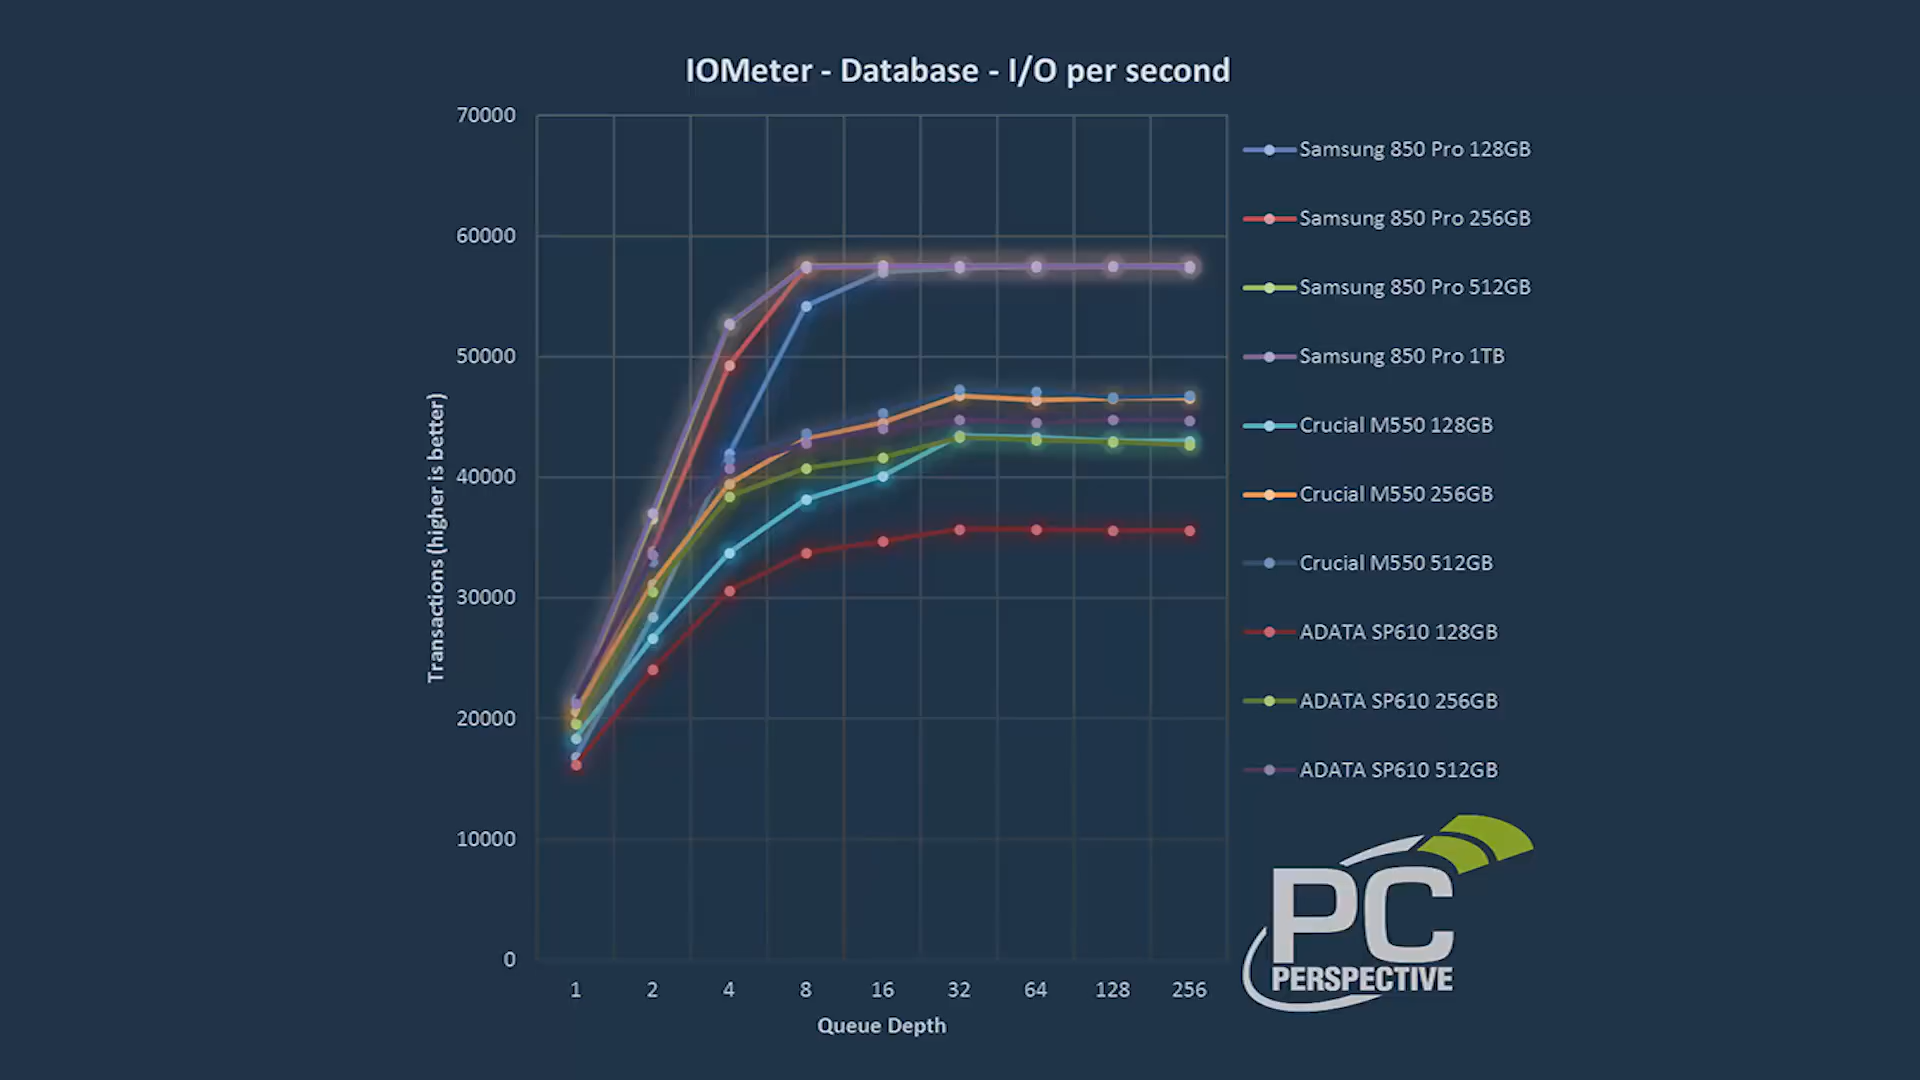 IOMeter - Database - I/O per second
70000
60000
50000
40000
30000
20000
10000
0
Transactions (higher is better)
1 2 4 8 16 32 64 128 256
Queue Depth
Samsung 850 Pro 128GB
Samsung 850 Pro 256GB
Samsung 850 Pro 512GB
Samsung 850 Pro 1TB
Crucial M550 128GB
Crucial M550 256GB
Crucial M550 512GB
ADATA SP610 128GB
ADATA SP610 256GB
ADATA SP610 512GB
PC
PERSPECTIVE